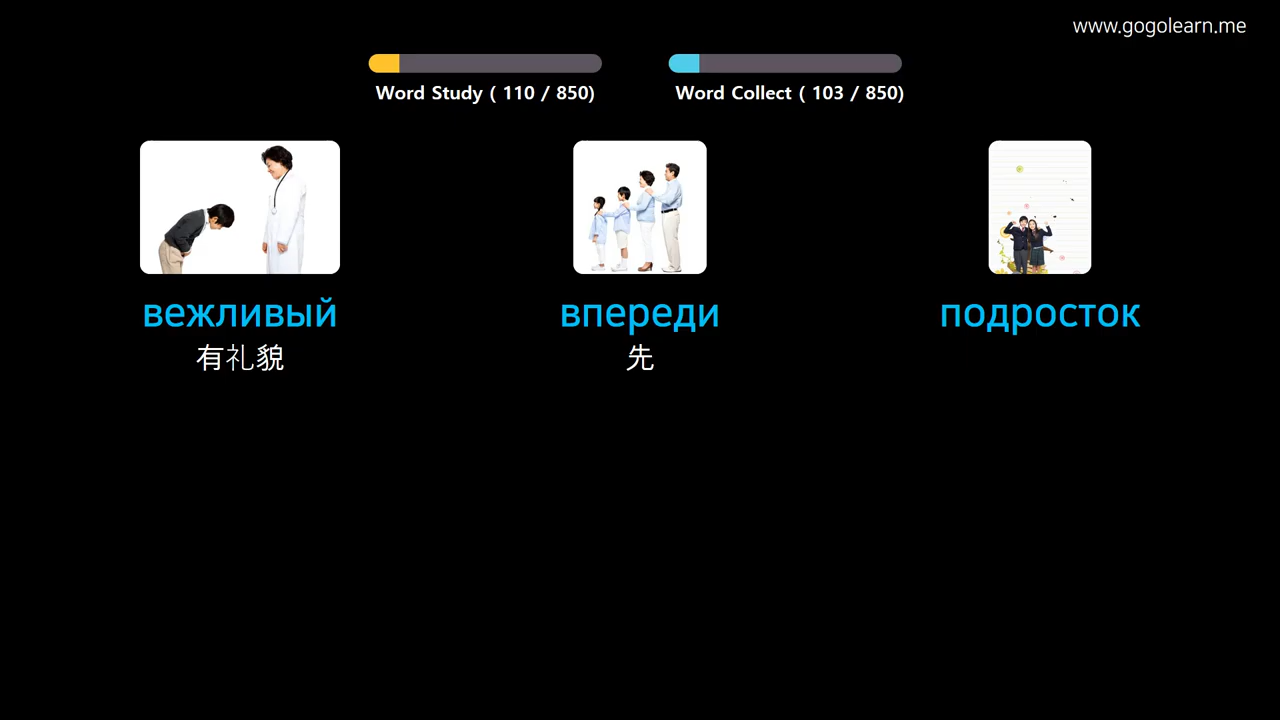 www.gogolearn.me
Word Study ( 110 / 850)
Word Collect ( 103 / 850)
вежливый
впереди
подросток
有礼貌
先